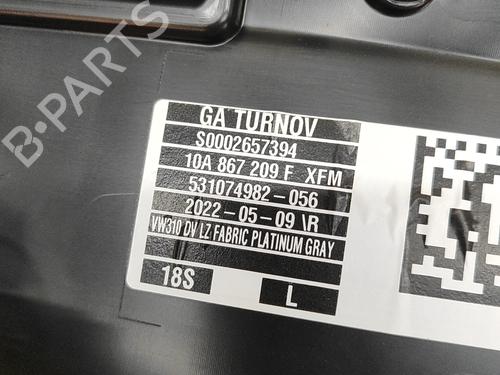 B-PARTS
GA TURNOV
S0002657394
10A 867 209 F XFM
531074982-056
2022-05-09 \R
VW310 DV LZ FABRIC PLATINUM GRAY
18S
L